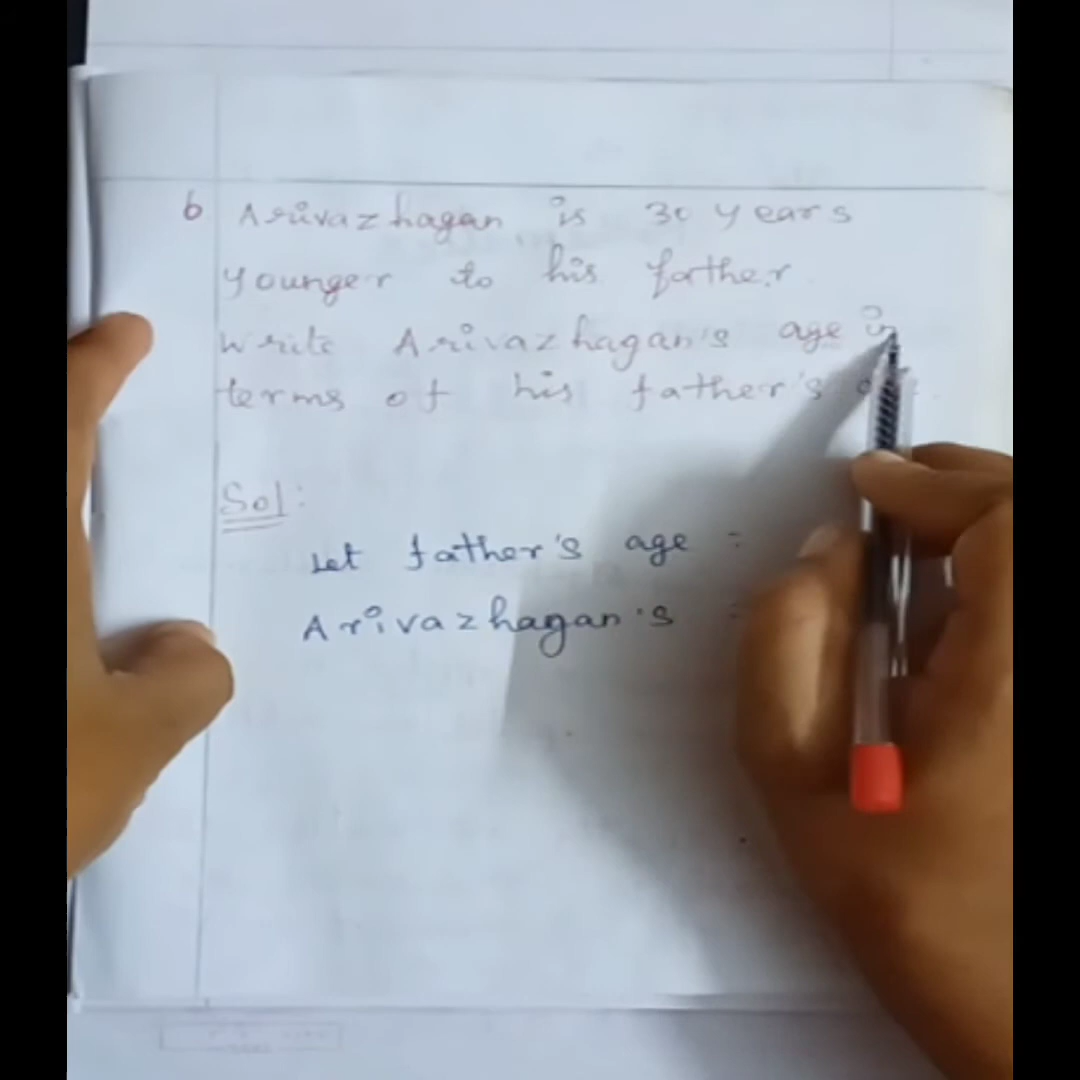 6 Arivazhagan is 30 years
younger to his father.
Write Arivazhagan's age in
terms of his father's
Sol:
Let father's age =
Arivazhagan's =